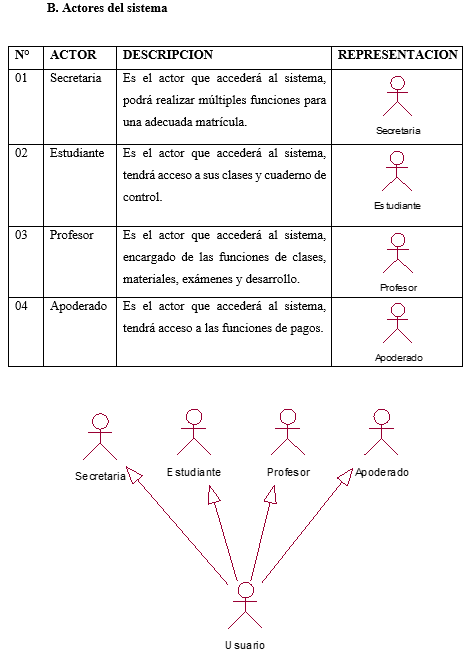 B. Actores del sistema
N° ACTOR DESCRIPCION REPRESENTACION
01 Secretaria Es el actor que accederá al sistema,
podrá realizar múltiples funciones para
una adecuada matrícula.
Secretaria
02 Estudiante Es el actor que accederá al sistema,
tendrá acceso a sus clases y cuaderno de
control.
Estudiante
03 Profesor Es el actor que accederá al sistema,
encargado de las funciones de clases,
materiales, exámenes y desarrollo.
Profesor
04 Apoderado Es el actor que accederá al sistema,
tendrá acceso a las funciones de pagos.
Apoderado
Secretaria Estudiante Profesor Apoderado
Usuario